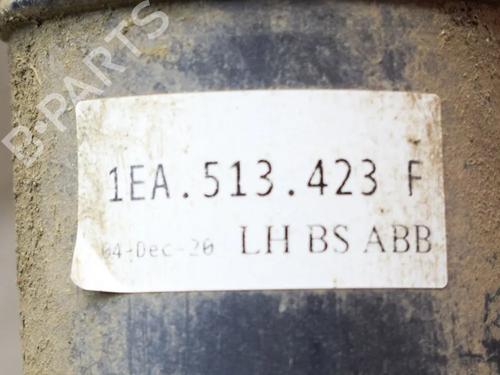 B-PARTS
1EA.513.423 F
04-Dec-20 LH BS ABB